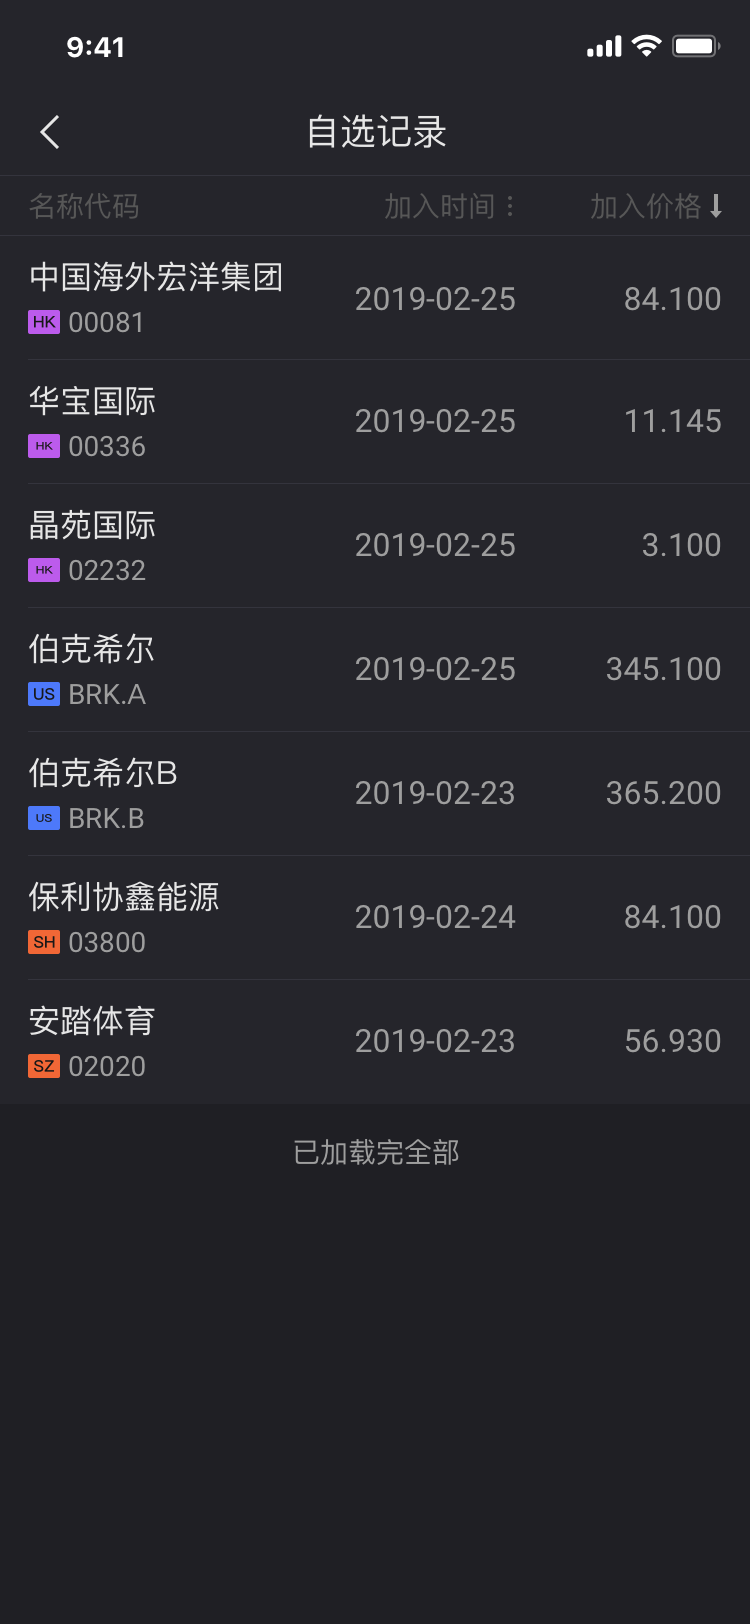 9:41
自选记录
名称代码 加入时间 加入价格
中国海外宏洋集团
HK 00081 2019-02-25 84.100
华宝国际
HK 00336 2019-02-25 11.145
晶苑国际
HK 02232 2019-02-25 3.100
伯克希尔
US BRK.A 2019-02-25 345.100
伯克希尔B
US BRK.B 2019-02-23 365.200
保利协鑫能源
SH 03800 2019-02-24 84.100
安踏体育
SZ 02020 2019-02-23 56.930
已加载完全部